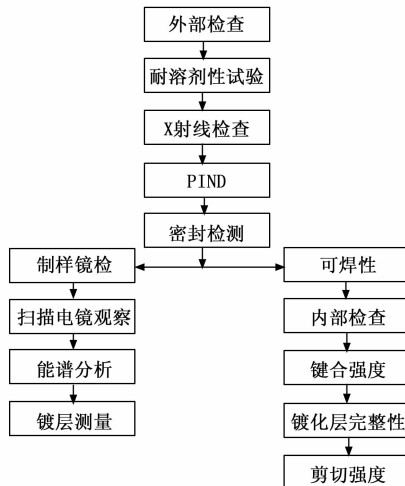 外部检查
耐溶剂性试验
X射线检查
PIND
密封检测
制样镜检
可焊性
扫描电镜观察
内部检查
能谱分析
键合强度
镀层测量
镀化层完整性
剪切强度